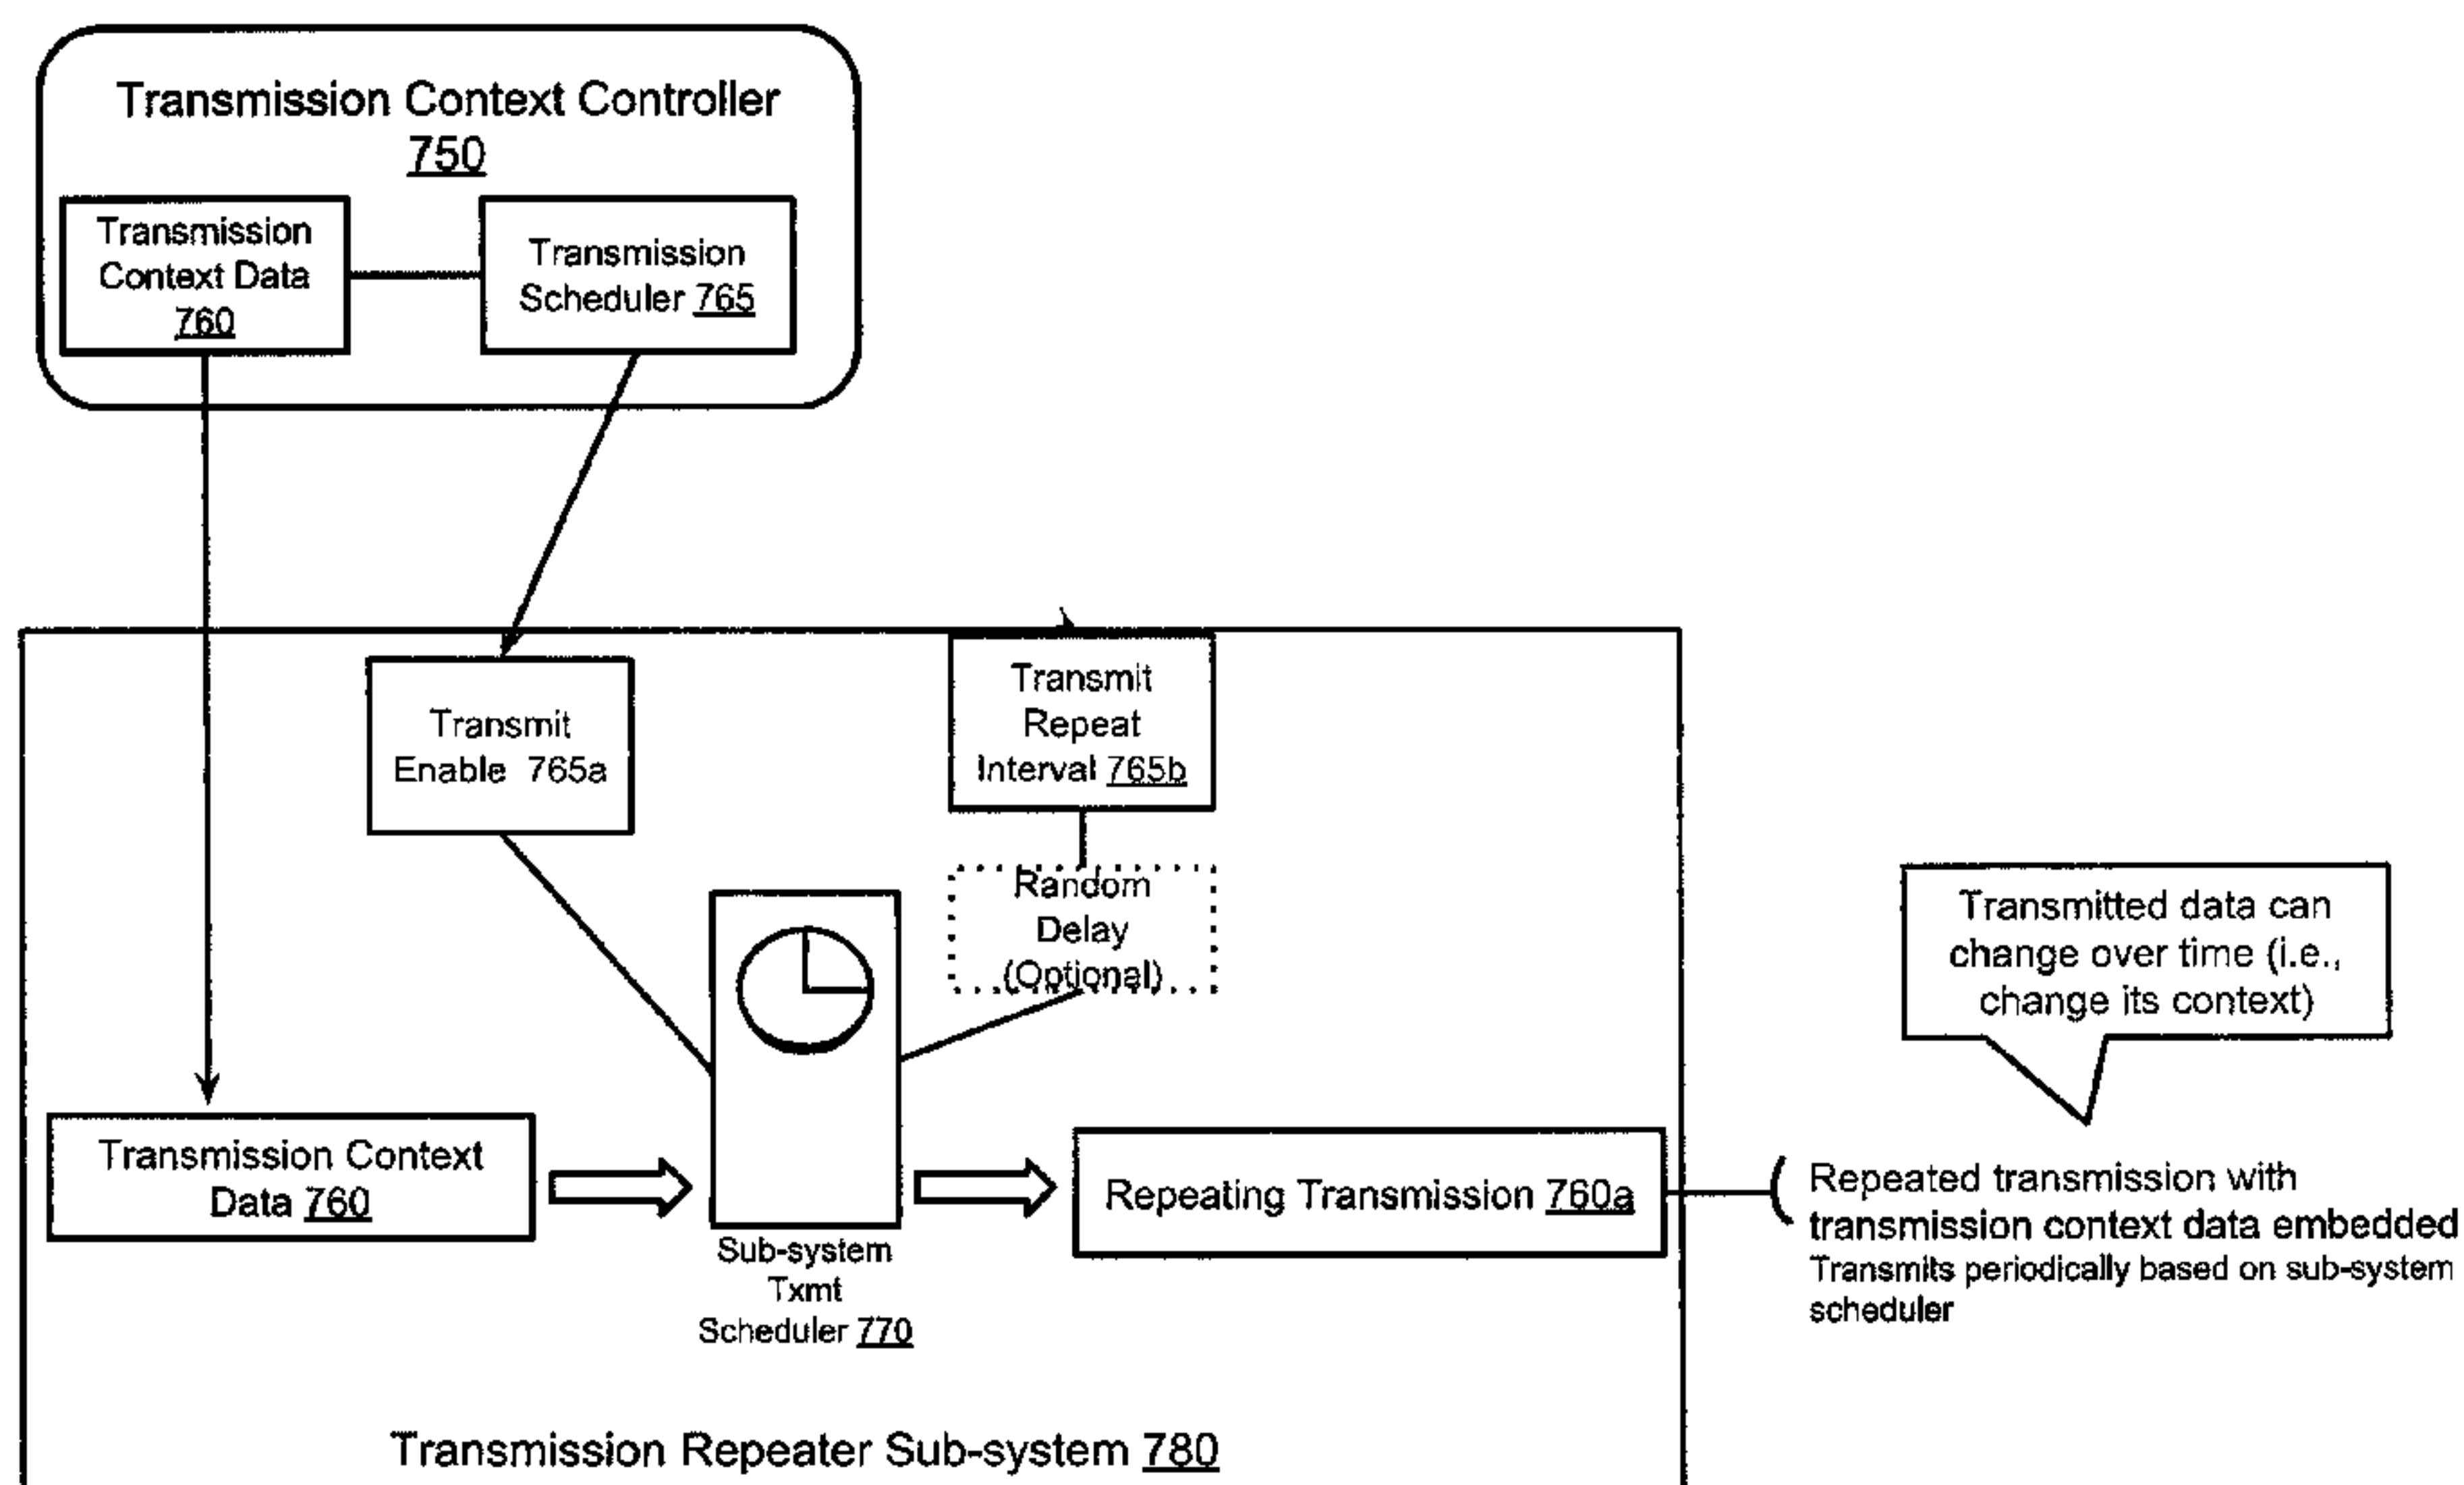 Transmission Context Controller
750
Transmission
Context Data
760
Transmission
Scheduler 765
Transmit
Enable 765a
Transmit
Repeat
Interval 765b
Random
Delay
(Optional)
Transmitted data can
change over time (i.e.,
change its context)
Transmission Context
Data 760
Sub-system
Txmt
Scheduler 770
Repeating Transmission 760a
Repeated transmission with
transmission context data embedded
Transmits periodically based on sub-system
scheduler
Transmission Repeater Sub-system 780